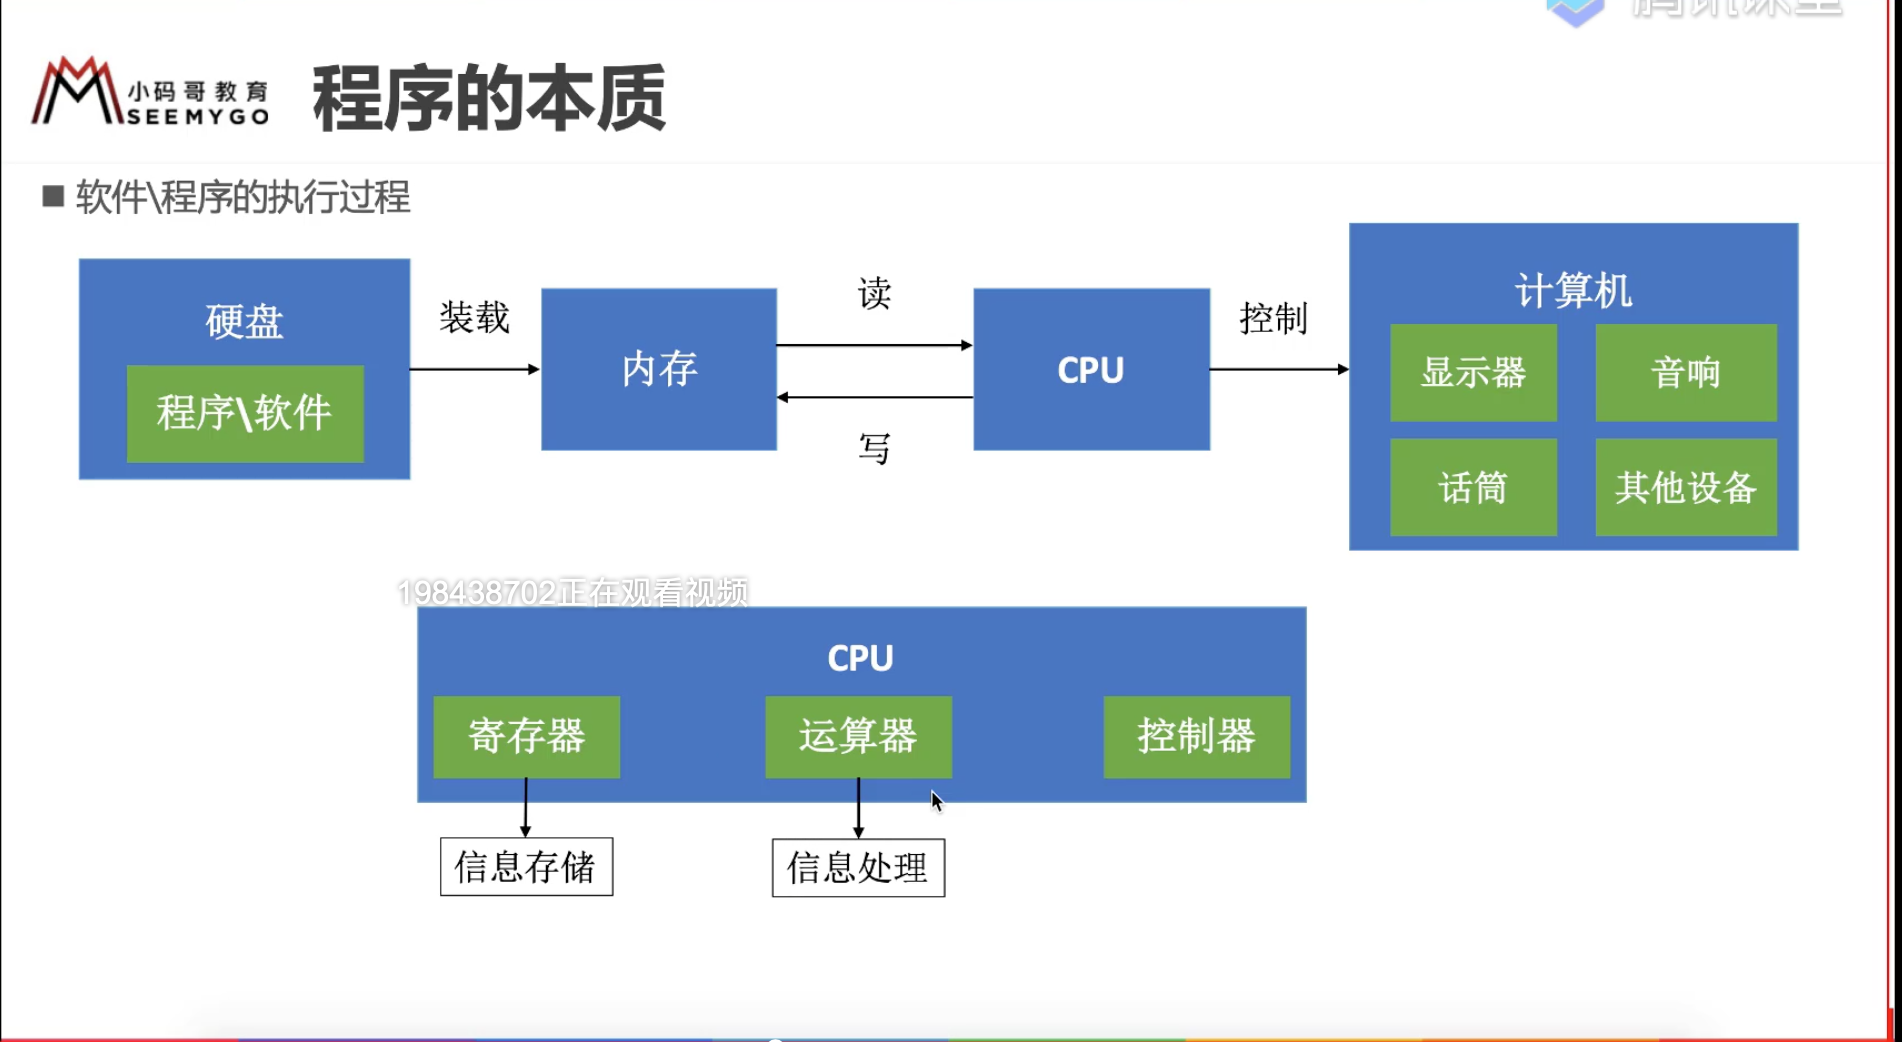 腾讯课堂
小码哥教育
SEEMYGO
程序的本质
软件\程序的执行过程
硬盘
程序\软件
装载
内存
读
写
CPU
控制
计算机
显示器
音响
话筒
其他设备
198438702正在观看视频
CPU
寄存器
运算器
控制器
信息存储
信息处理